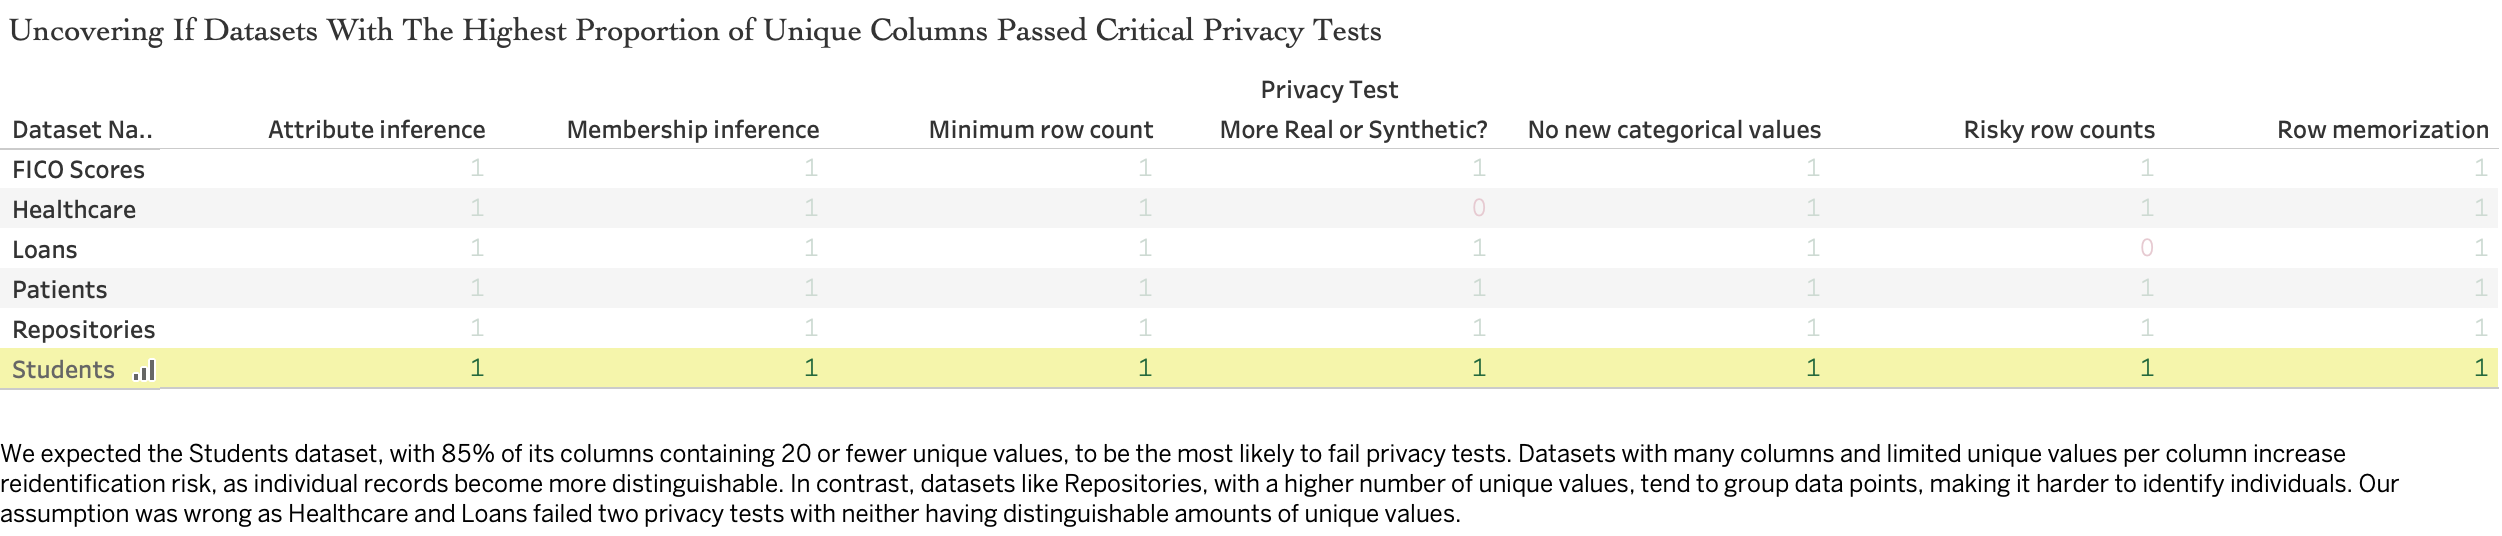 Uncovering If Datasets With The Highest Proportion of Unique Columns Passed Critical Privacy Tests
Privacy Test
Dataset Na.. Attribute inference Membership inference Minimum row count More Real or Synthetic? No new categorical values Risky row counts Row memorization
FICO Scores 1 1 1 1 1 1 1
Healthcare 1 1 1 0 1 1 1
Loans 1 1 1 1 1 0 1
Patients 1 1 1 1 1 1 1
Repositories 1 1 1 1 1 1 1
Students 1 1 1 1 1 1 1
We expected the Students dataset, with 85% of its columns containing 20 or fewer unique values, to be the most likely to fail privacy tests. Datasets with many columns and limited unique values per column increase
reidentification risk, as individual records become more distinguishable. In contrast, datasets like Repositories, with a higher number of unique values, tend to group data points, making it harder to identify individuals. Our
assumption was wrong as Healthcare and Loans failed two privacy tests with neither having distinguishable amounts of unique values.